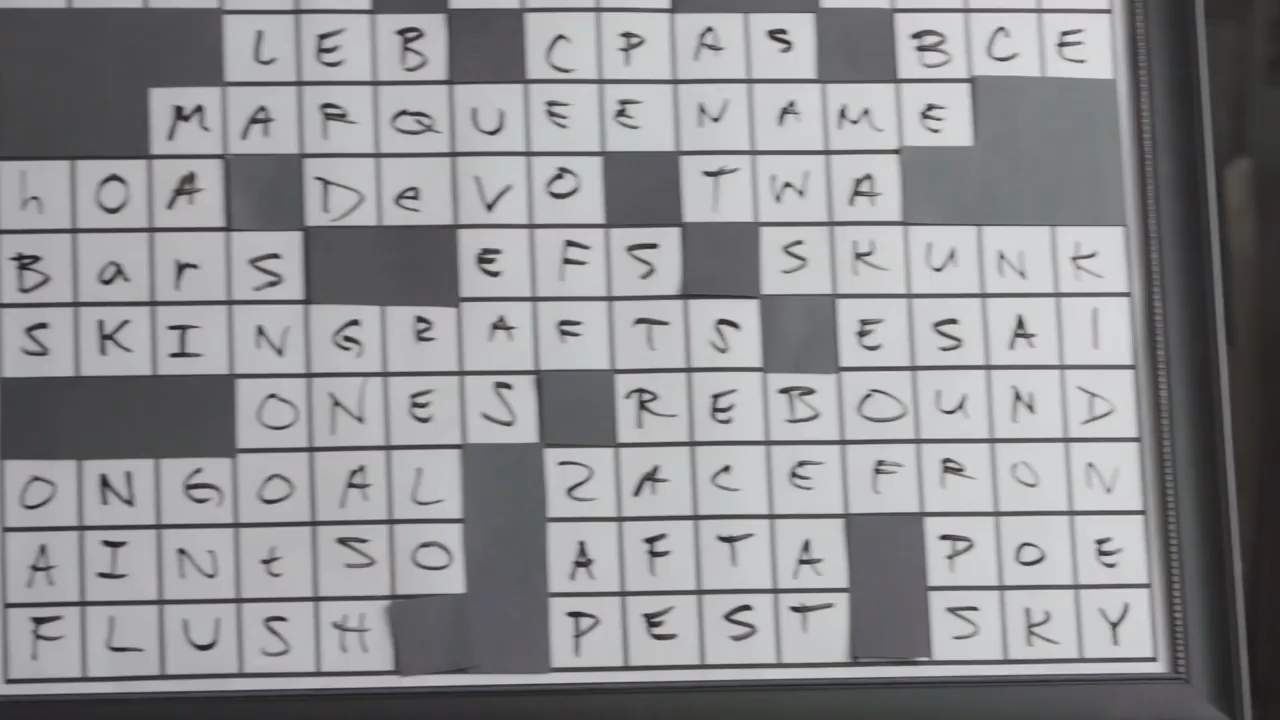 LEB CPAS BCE
MARQUEENAME
hOA DeVO TWA
BarS EFS SKUNK
SKINGRAFTS ESAI
ONES REBOUND
ONGOAL ZACEFRON
AINtSO AFTA POE
FLUSH PEST SKY